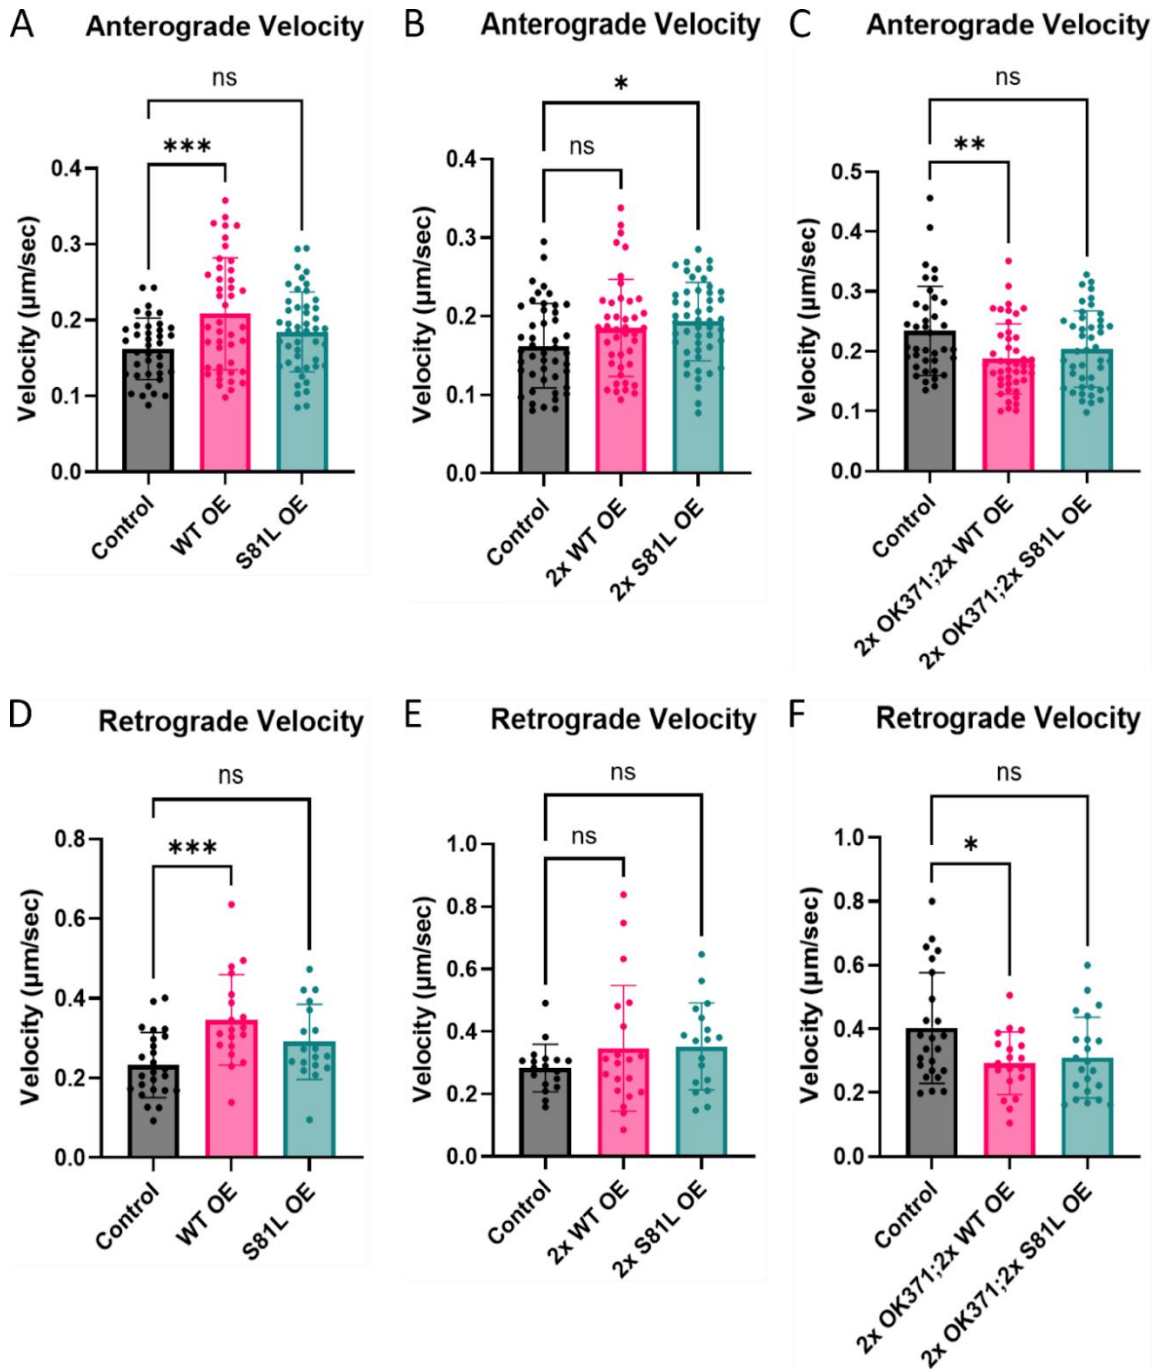 A Anterograde Velocity
ns
***
0.4
0.3
0.2
0.1
0.0
Velocity (µm/sec)
Control
WT OE
S81L OE
B Anterograde Velocity
*
ns
0.4
0.3
0.2
0.1
0.0
Velocity (µm/sec)
Control
2x WT OE
2x S81L OE
C Anterograde Velocity
ns
**
0.5
0.4
0.3
0.2
0.1
0.0
Velocity (µm/sec)
Control
2x OK371;2x WT OE
2x OK371;2x S81L OE
D Retrograde Velocity
ns
***
0.8
0.6
0.4
0.2
0.0
Velocity (µm/sec)
Control
WT OE
S81L OE
E Retrograde Velocity
ns
ns
1.0
0.8
0.6
0.4
0.2
0.0
Velocity (µm/sec)
Control
2x WT OE
2x S81L OE
F Retrograde Velocity
ns
*
1.0
0.8
0.6
0.4
0.2
0.0
Velocity (µm/sec)
Control
2x OK371;2x WT OE
2x OK371;2x S81L OE